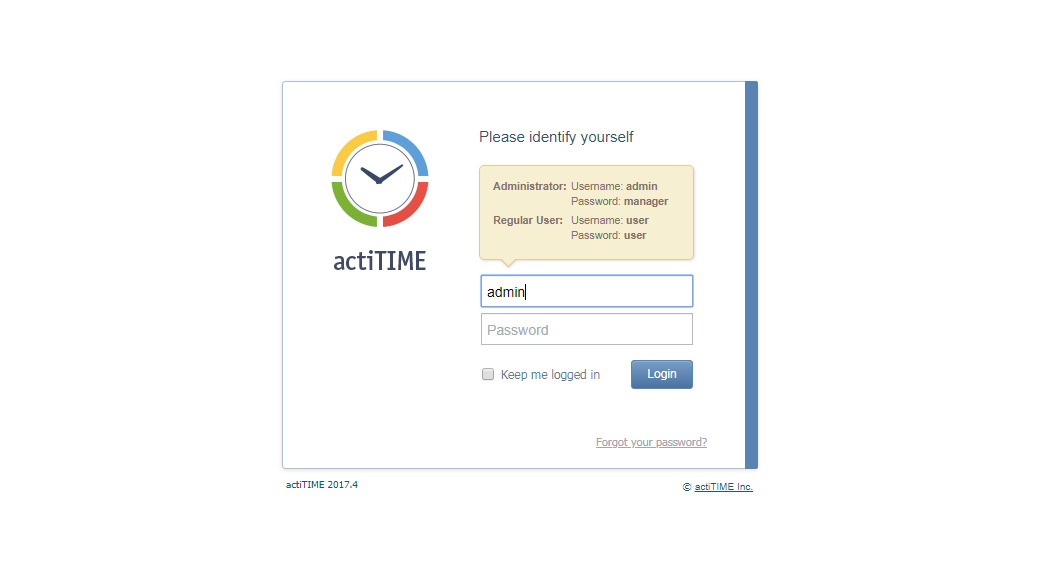 Please identify yourself
Administrator: Username: admin
Password: manager
Regular User: Username: user
Password: user
actiTIME
admin
Password
Keep me logged in
Login
Forgot your password?
actiTIME 2017.4
© actiTIME Inc.